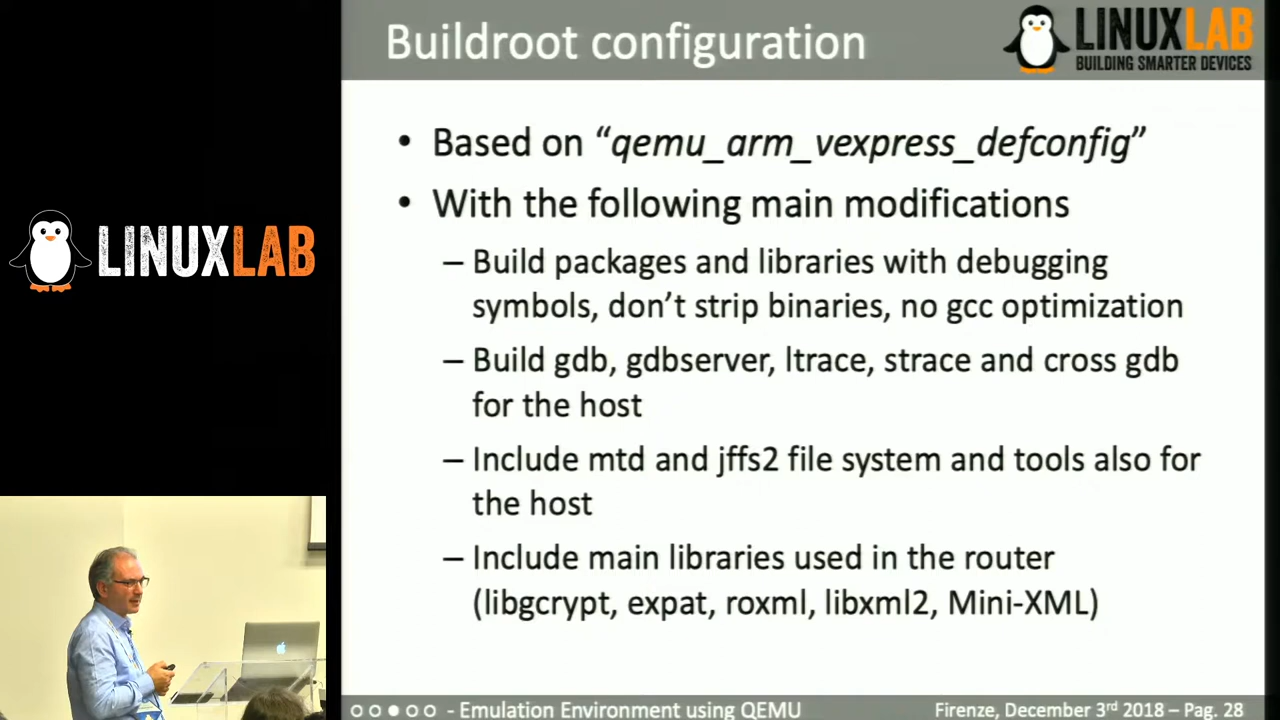 Buildroot configuration
LINUXLAB
BUILDING SMARTER DEVICES
• Based on “qemu_arm_vexpress_defconfig”
• With the following main modifications
– Build packages and libraries with debugging
symbols, don’t strip binaries, no gcc optimization
– Build gdb, gdbserver, ltrace, strace and cross gdb
for the host
– Include mtd and jffs2 file system and tools also for
the host
– Include main libraries used in the router
(libgcrypt, expat, roxml, libxml2, Mini-XML)
LINUXLAB
- Emulation Environment using QEMU
Firenze, December 3rd 2018 – Pag. 28